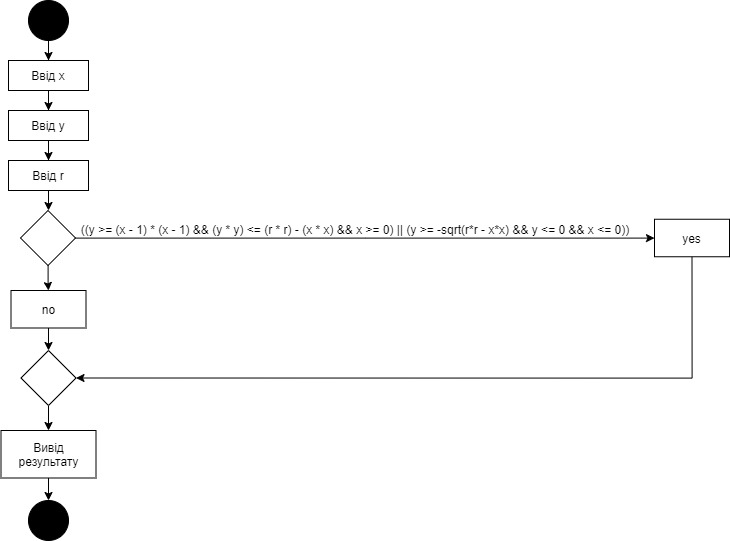 Ввід x
Ввід y
Ввід r
((y >= (x - 1) * (x - 1) && (y * y) <= (r * r) - (x * x) && x >= 0) || (y >= -sqrt(r*r - x*x) && y <= 0 && x <= 0))
yes
no
Вивід
результату